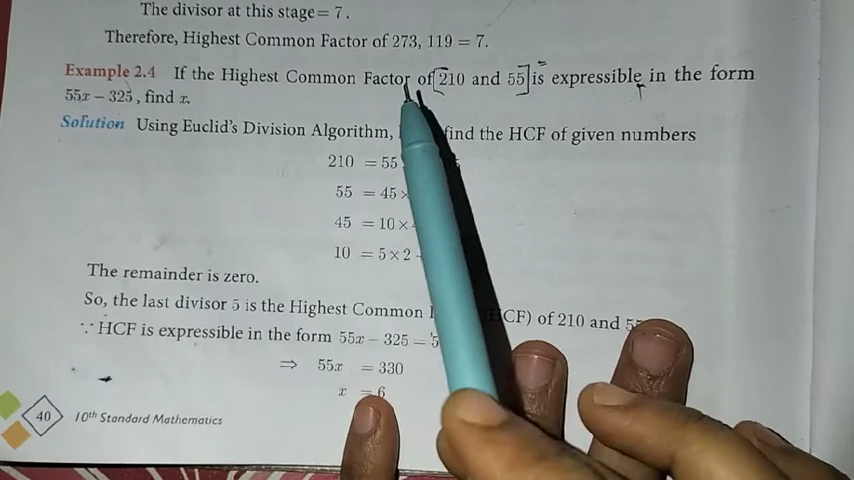 The divisor at this stage = 7.
Therefore, Highest Common Factor of 273, 119 = 7.
Example 2.4 If the Highest Common Factor of 210 and 55 is expressible in the form
55x − 325, find x.
Solution Using Euclid's Division Algorithm, find the HCF of given numbers
210 = 55
55 = 45 ×
45 = 10 ×
10 = 5 × 2
The remainder is zero.
So, the last divisor 5 is the Highest Common HCF) of 210 and 55
∵ HCF is expressible in the form 55x − 325 = 5
⇒ 55x = 330
x = 6
40 10th Standard Mathematics